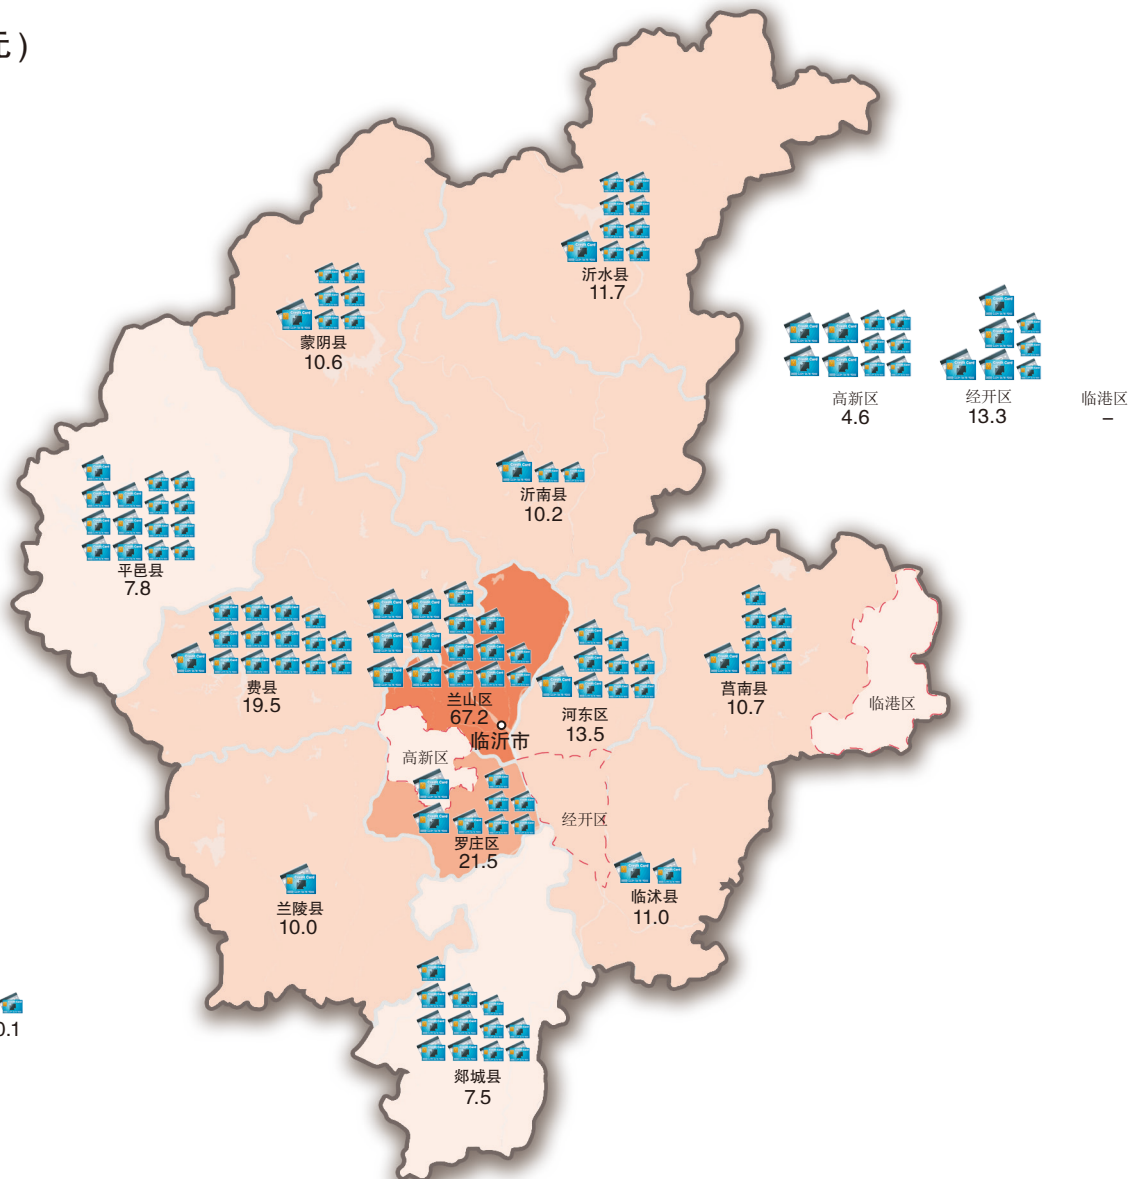 元）
沂水县
11.7
蒙阴县
10.6
高新区
4.6
经开区
13.3
临港区
–
沂南县
10.2
平邑县
7.8
费县
19.5
兰山区
67.2
临沂市
河东区
13.5
莒南县
10.7
临港区
高新区
罗庄区
21.5
经开区
兰陵县
10.0
临沭县
11.0
0.1
郯城县
7.5